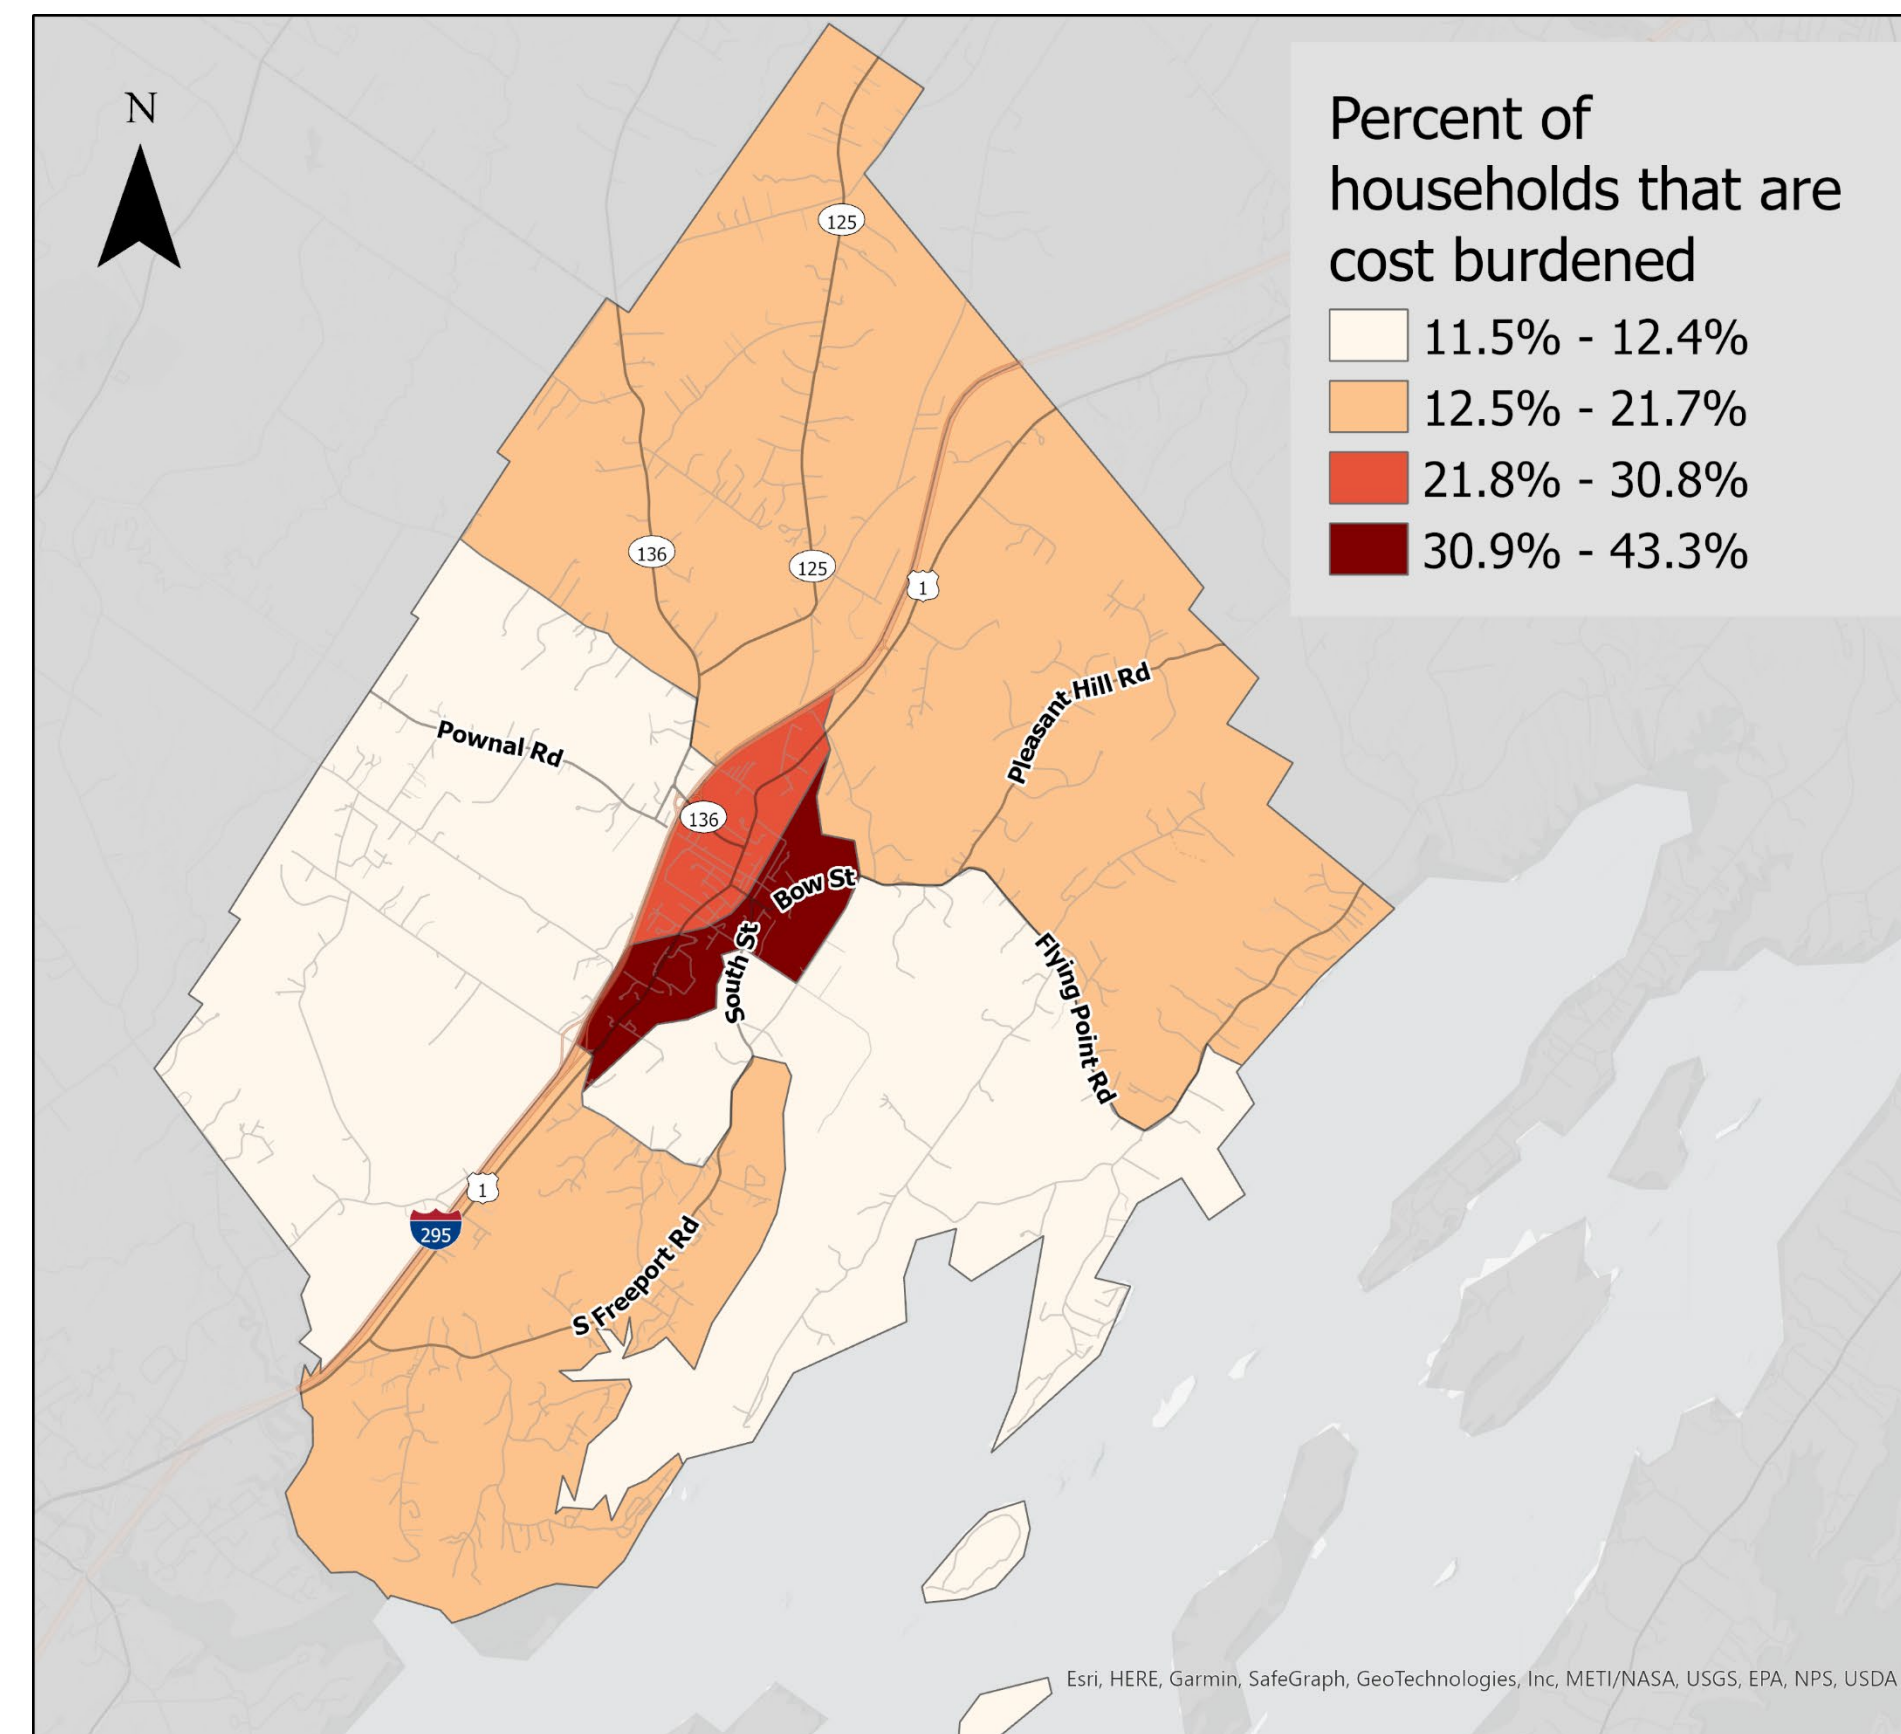 N
Percent of
households that are
cost burdened
11.5% - 12.4%
12.5% - 21.7%
21.8% - 30.8%
30.9% - 43.3%
125
136
125
1
Pleasant Hill Rd
Pownal Rd
136
Bow St
South St
Flying Point Rd
1
295
S Freeport Rd
Esri, HERE, Garmin, SafeGraph, GeoTechnologies, Inc, METI/NASA, USGS, EPA, NPS, USDA